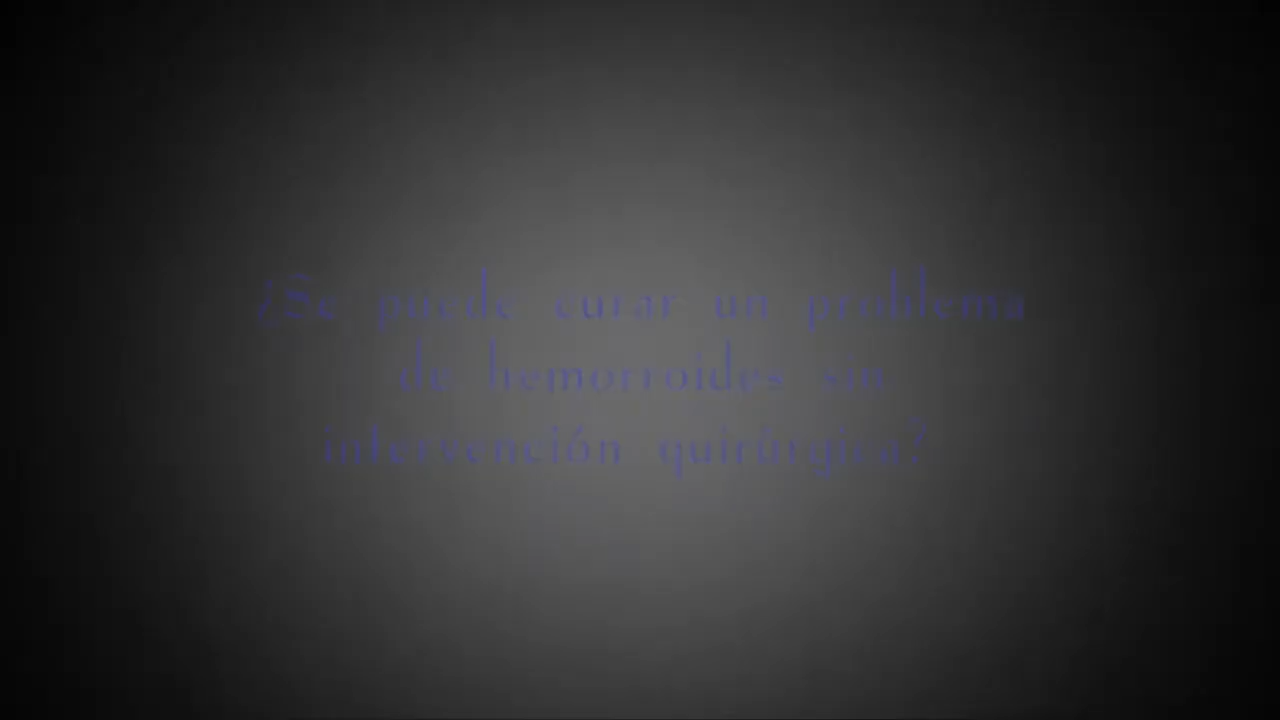 ¿Se puede curar un problema
de hemorroides sin
intervención quirúrgica?